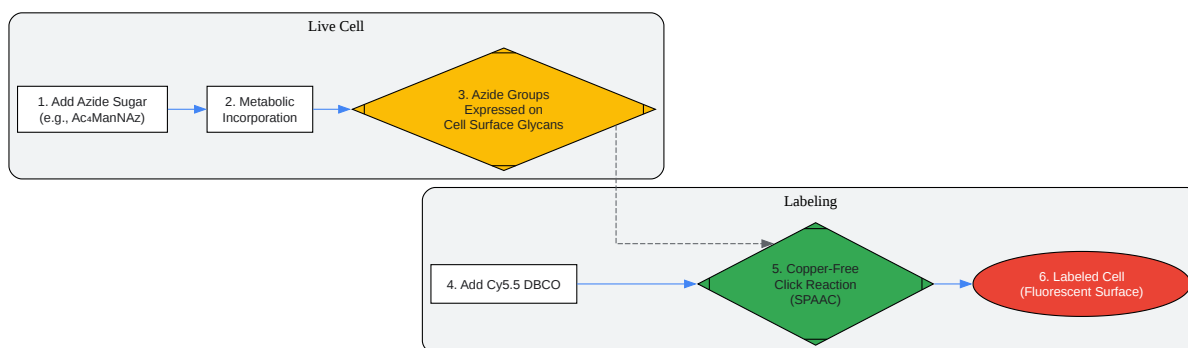 Live Cell
1. Add Azide Sugar
(e.g., Ac₄ManNAz)
2. Metabolic
Incorporation
3. Azide Groups
Expressed on
Cell Surface Glycans
Labeling
4. Add Cy5.5 DBCO
5. Copper-Free
Click Reaction
(SPAAC)
6. Labeled Cell
(Fluorescent Surface)